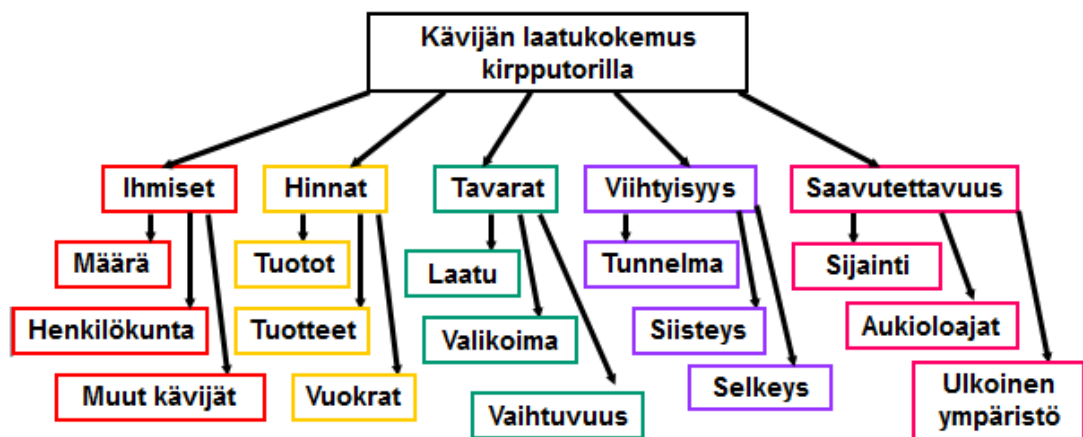 Kävijän laatukokemus
kirpputorilla
Ihmiset
Hinnat
Tavarat
Viihtyisyys
Saavutettavuus
Määrä
Tuotot
Laatu
Tunnelma
Sijainti
Henkilökunta
Tuotteet
Valikoima
Siisteys
Aukioloajat
Muut kävijät
Vuokrat
Vaihtuvuus
Selkeys
Ulkoinen
ympäristö